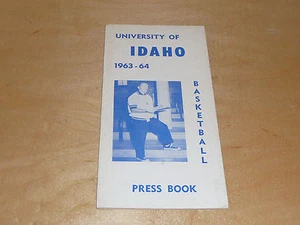 UNIVERSITY OF
IDAHO
1963-64
BASKETBALL
PRESS BOOK